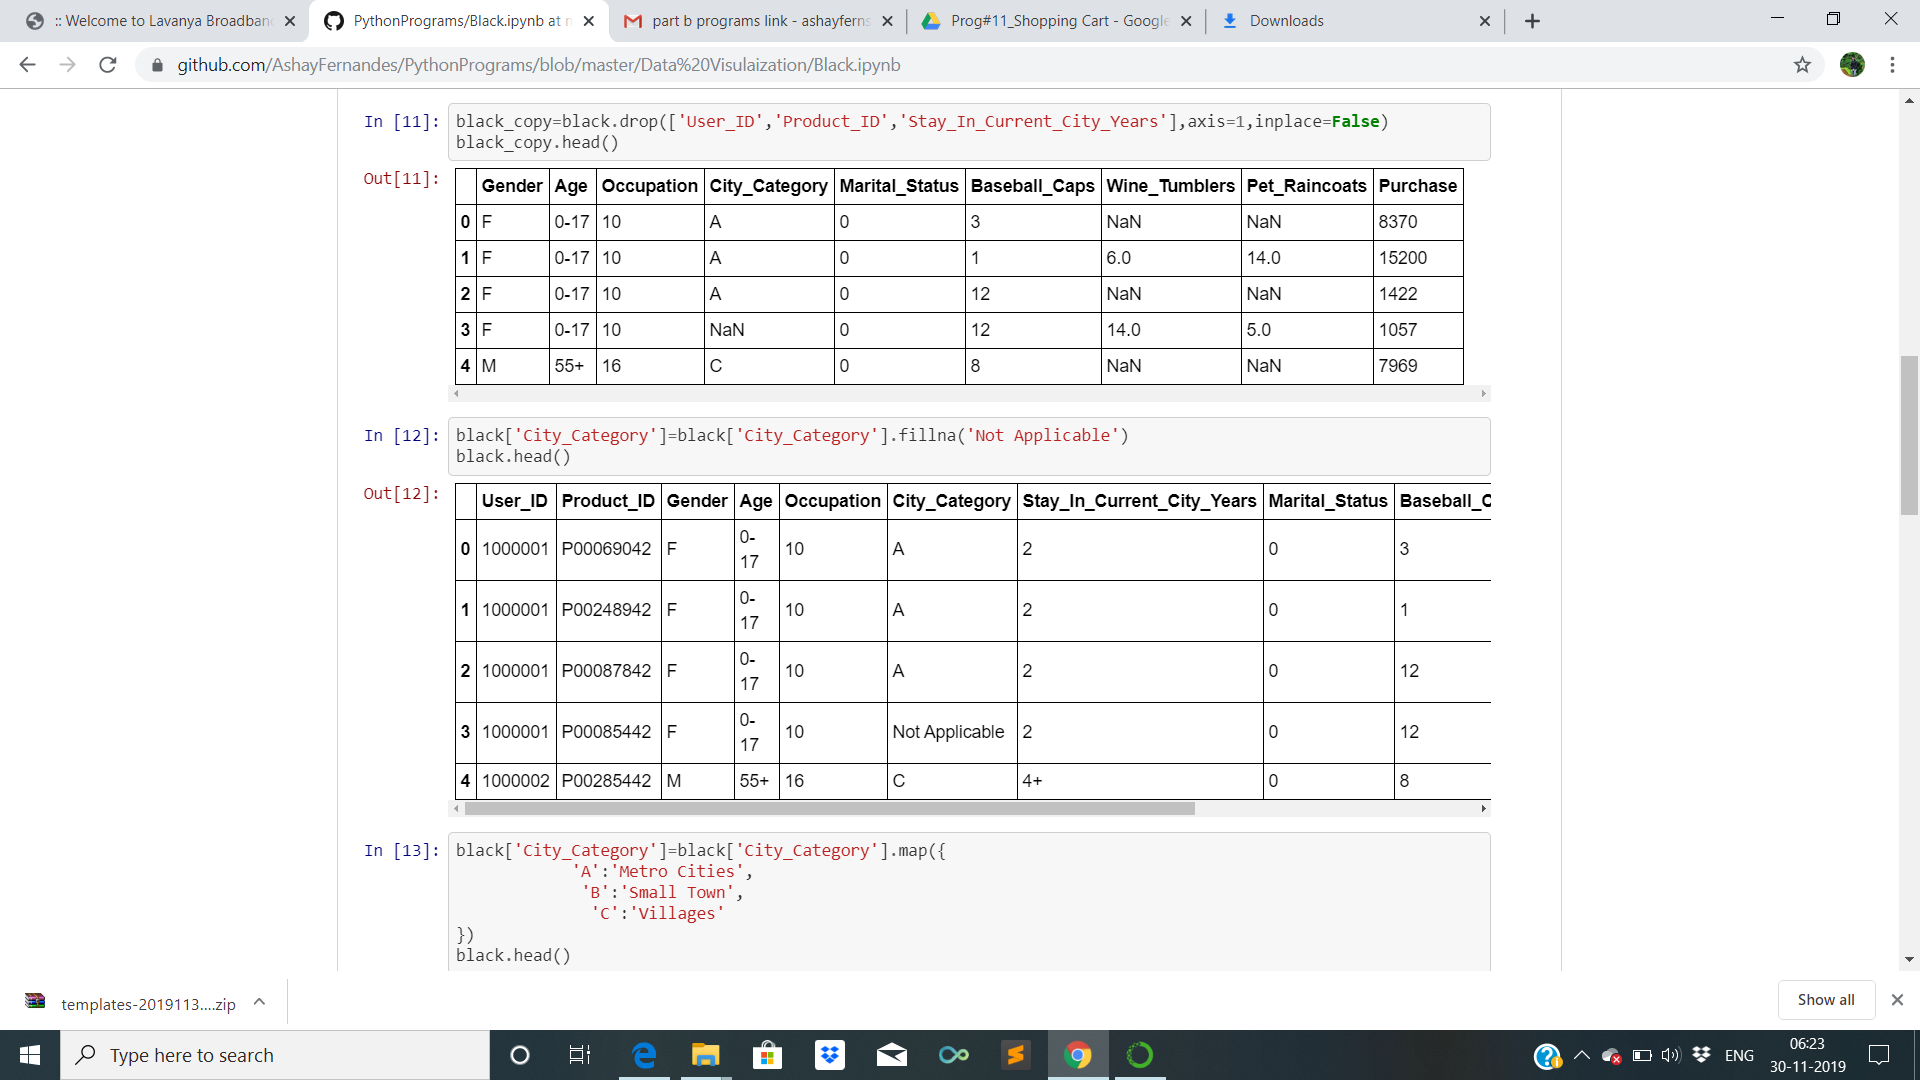 :: Welcome to Lavanya Broadband
PythonPrograms/Black.ipynb at m
part b programs link - ashayferns
Prog#11_Shopping Cart - Google
Downloads
github.com/AshayFernandes/PythonPrograms/blob/master/Data%20Visulaization/Black.ipynb
In [11]: black_copy=black.drop(['User_ID','Product_ID','Stay_In_Current_City_Years'],axis=1,inplace=False)
black_copy.head()
Out[11]:
Gender Age Occupation City_Category Marital_Status Baseball_Caps Wine_Tumblers Pet_Raincoats Purchase
0 F 0-17 10 A 0 3 NaN NaN 8370
1 F 0-17 10 A 0 1 6.0 14.0 15200
2 F 0-17 10 A 0 12 NaN NaN 1422
3 F 0-17 10 NaN 0 12 14.0 5.0 1057
4 M 55+ 16 C 0 8 NaN NaN 7969
In [12]: black['City_Category']=black['City_Category'].fillna('Not Applicable')
black.head()
Out[12]:
User_ID Product_ID Gender Age Occupation City_Category Stay_In_Current_City_Years Marital_Status Baseball_C
0 1000001 P00069042 F 0-17 10 A 2 0 3
1 1000001 P00248942 F 0-17 10 A 2 0 1
2 1000001 P00087842 F 0-17 10 A 2 0 12
3 1000001 P00085442 F 0-17 10 Not Applicable 2 0 12
4 1000002 P00285442 M 55+ 16 C 4+ 0 8
In [13]: black['City_Category']=black['City_Category'].map({
'A':'Metro Cities',
'B':'Small Town',
'C':'Villages'
})
black.head()
templates-2019113....zip
Show all
Type here to search
ENG
06:23
30-11-2019